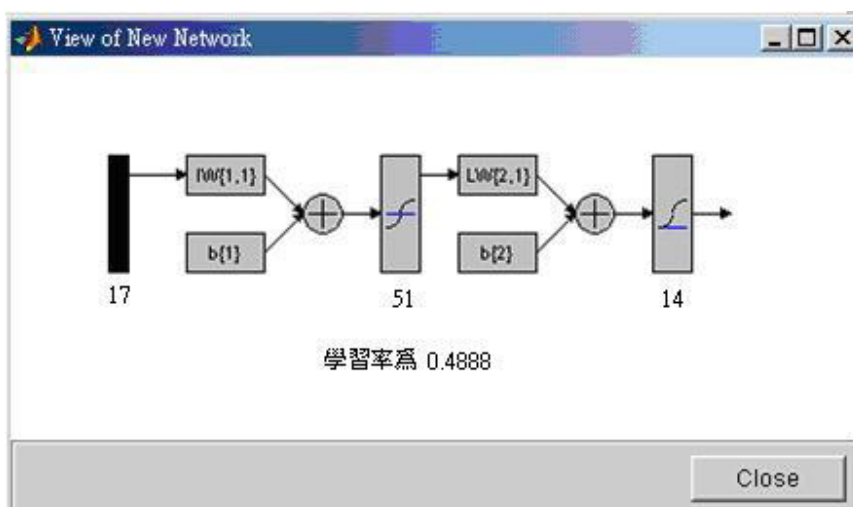 View of New Network
IW{1,1}
LW{2,1}
b{1}
b{2}
17
51
14
學習率爲 0.4888
Close